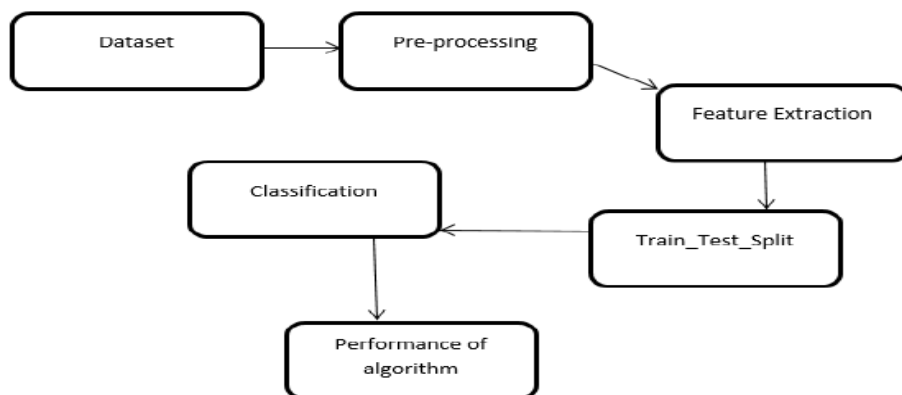 Dataset
Pre-processing
Feature Extraction
Train_Test_Split
Classification
Performance of
algorithm